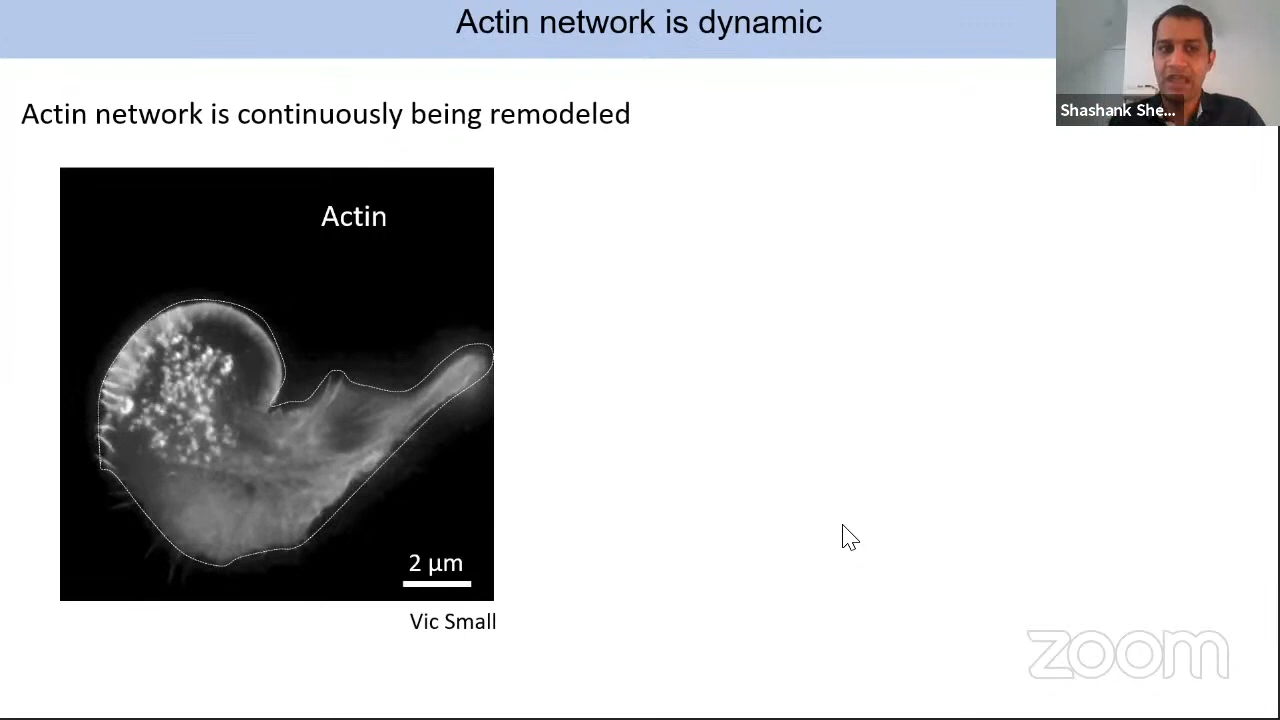 Actin network is dynamic
Shashank She...
Actin network is continuously being remodeled
Actin
2 µm
Vic Small
zoom